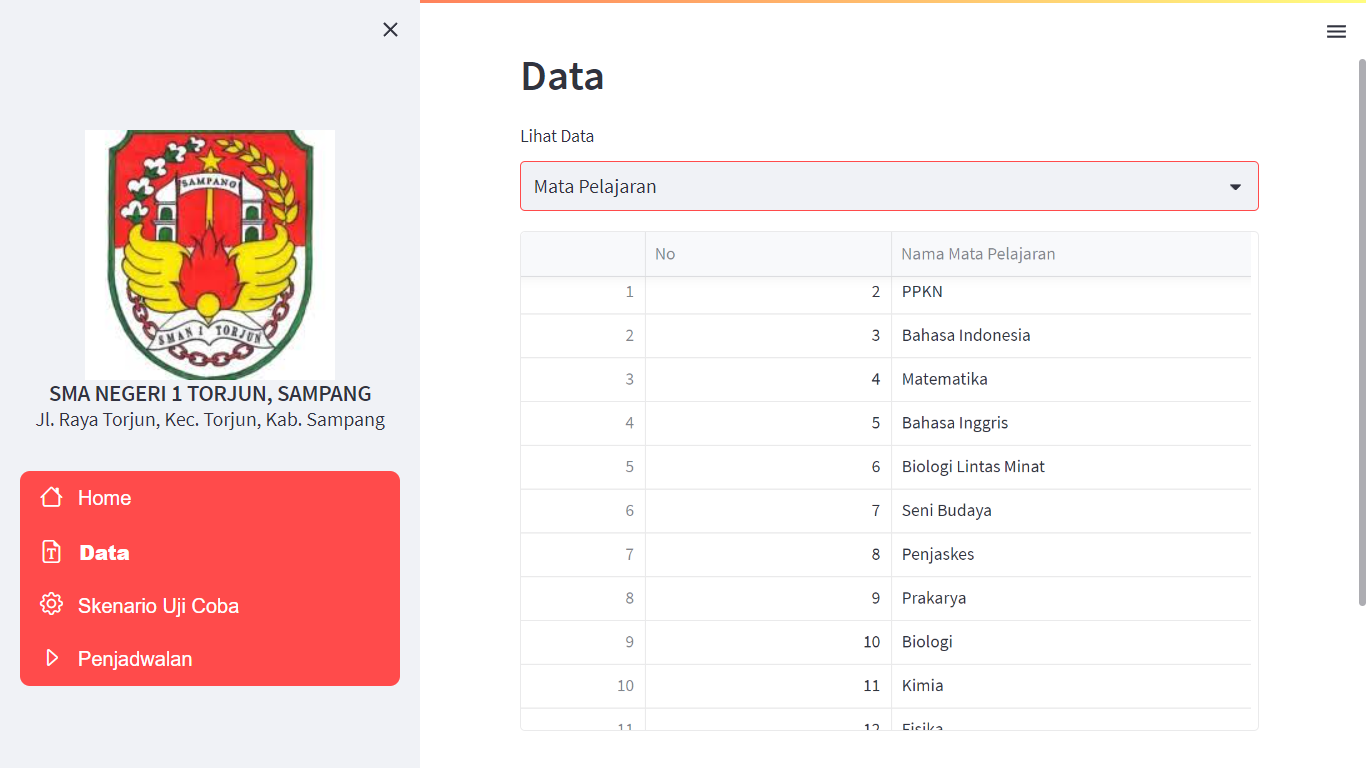 SAMPANG
SMAN 1 TORJUN
SMA NEGERI 1 TORJUN, SAMPANG
Jl. Raya Torjun, Kec. Torjun, Kab. Sampang
Home
Data
Skenario Uji Coba
Penjadwalan
Data
Lihat Data
Mata Pelajaran
No Nama Mata Pelajaran
1 2 PPKN
2 3 Bahasa Indonesia
3 4 Matematika
4 5 Bahasa Inggris
5 6 Biologi Lintas Minat
6 7 Seni Budaya
7 8 Penjaskes
8 9 Prakarya
9 10 Biologi
10 11 Kimia
11 12 Fisika